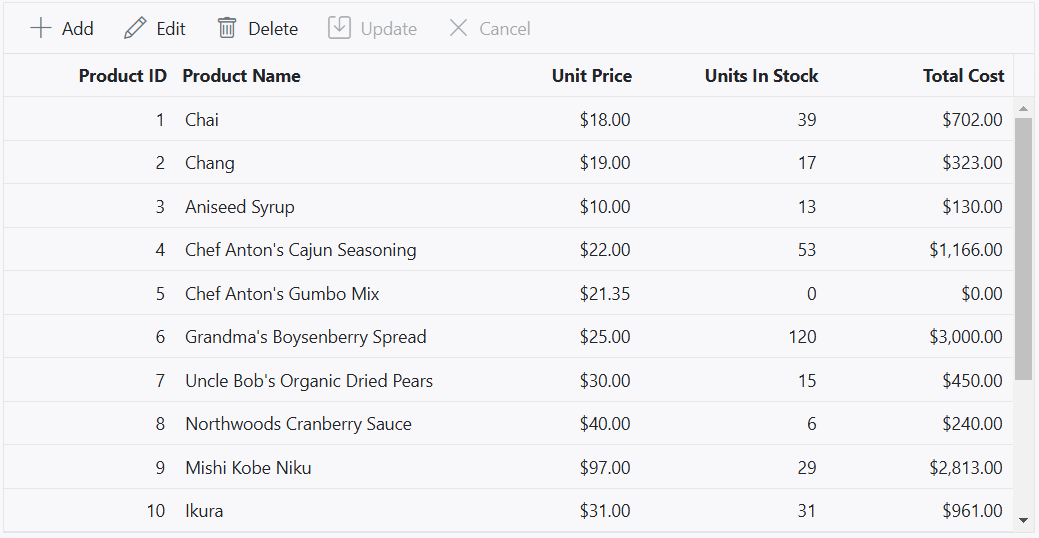 Add Edit Delete Update Cancel
Product ID Product Name Unit Price Units In Stock Total Cost
1 Chai $18.00 39 $702.00
2 Chang $19.00 17 $323.00
3 Aniseed Syrup $10.00 13 $130.00
4 Chef Anton's Cajun Seasoning $22.00 53 $1,166.00
5 Chef Anton's Gumbo Mix $21.35 0 $0.00
6 Grandma's Boysenberry Spread $25.00 120 $3,000.00
7 Uncle Bob's Organic Dried Pears $30.00 15 $450.00
8 Northwoods Cranberry Sauce $40.00 6 $240.00
9 Mishi Kobe Niku $97.00 29 $2,813.00
10 Ikura $31.00 31 $961.00